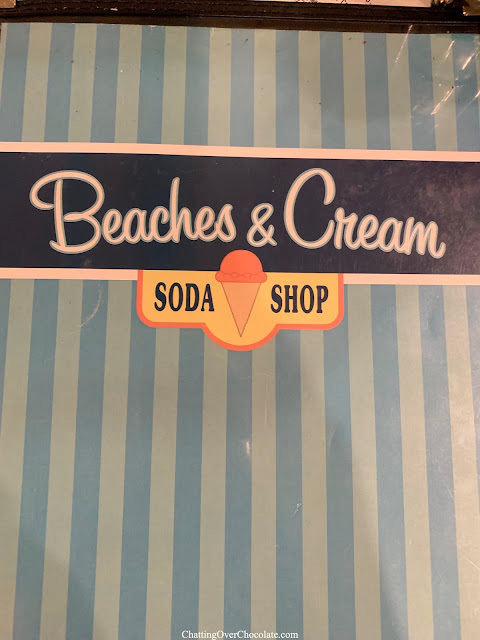 Beaches & Cream
SODA SHOP
ChattingOverChocolate.com